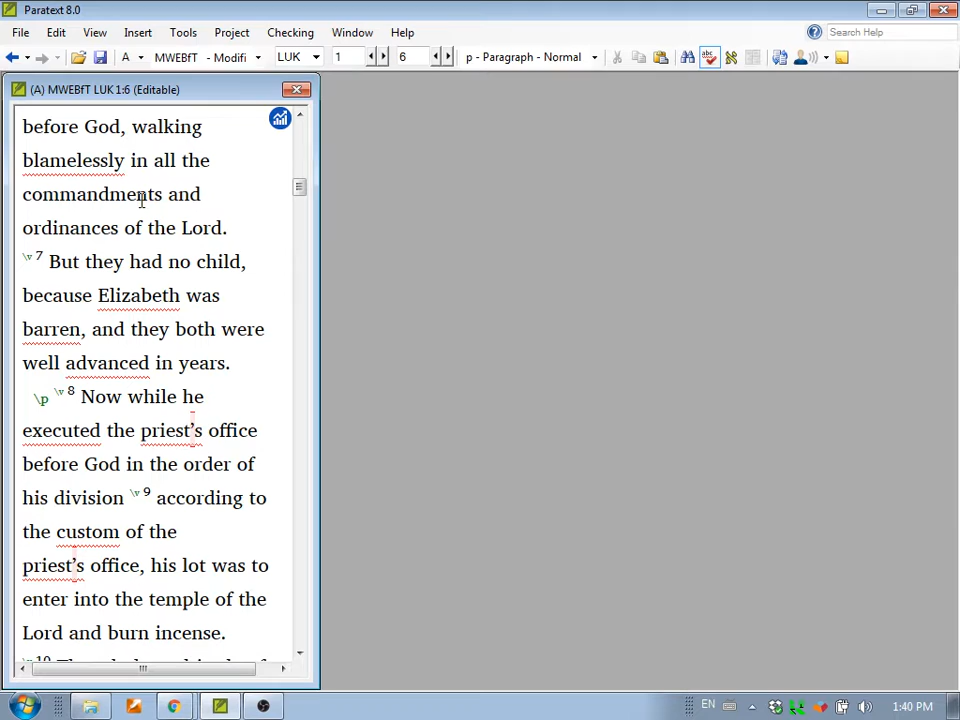 Paratext 8.0
File Edit View Insert Tools Project Checking Window Help Search Help
A MWEBfT - Modifi LUK 1 6 p - Paragraph - Normal
(A) MWEBfT LUK 1:6 (Editable)
before God, walking
blamelessly in all the
commandments and
ordinances of the Lord.
\v 7 But they had no child,
because Elizabeth was
barren, and they both were
well advanced in years.
\p \v 8 Now while he
executed the priest’s office
before God in the order of
his division \v 9 according to
the custom of the
priest’s office, his lot was to
enter into the temple of the
Lord and burn incense.
\v 10
EN 1:40 PM